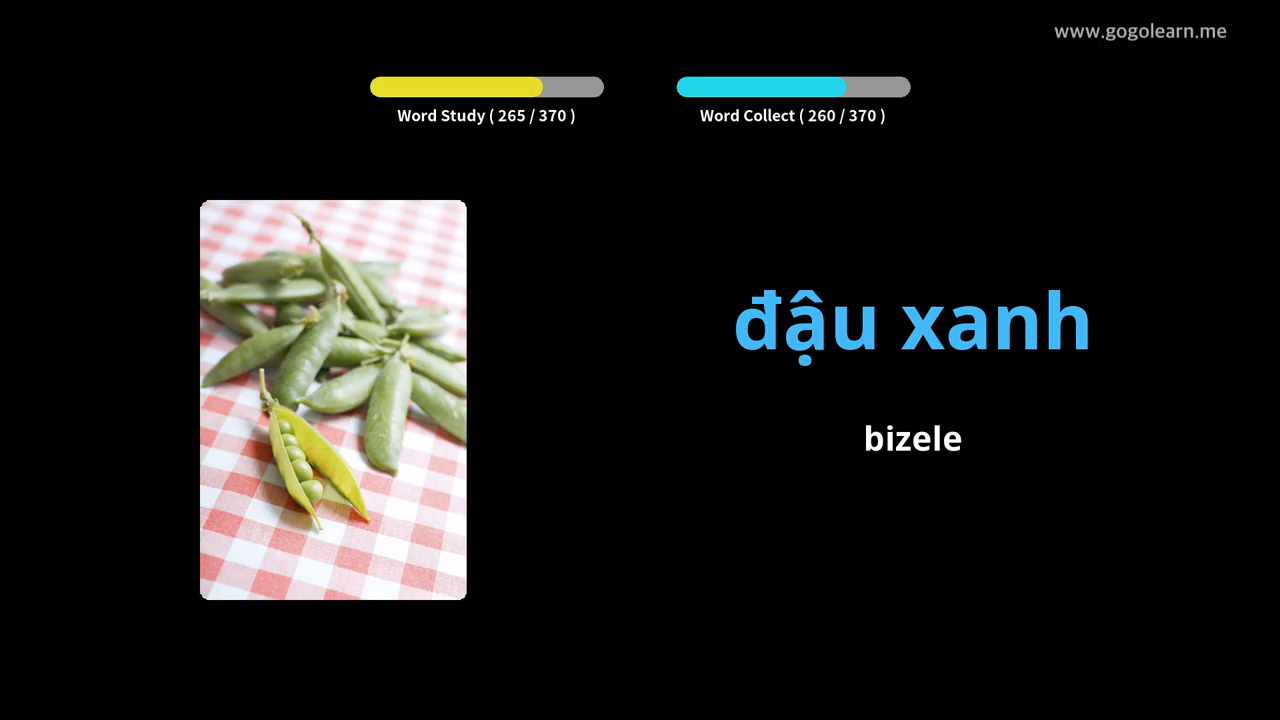 www.gogolearn.me
Word Study ( 265 / 370 )
Word Collect ( 260 / 370 )
đậu xanh
bizele